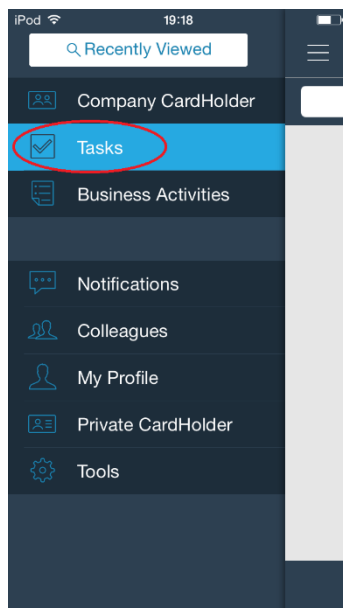 iPod 19:18
Recently Viewed
Company CardHolder
Tasks
Business Activities
Notifications
Colleagues
My Profile
Private CardHolder
Tools